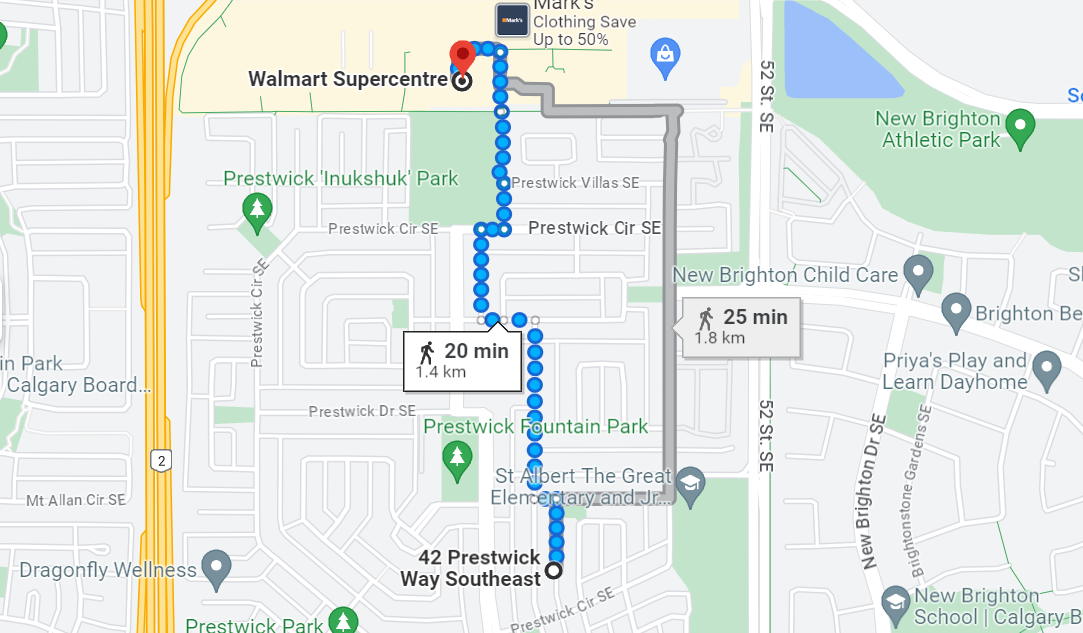 Mark's
Clothing Save
Up to 50%
Mark's
Walmart Supercentre
52 St. SE
New Brighton
Athletic Park
Prestwick 'Inukshuk' Park
Prestwick Villas SE
Prestwick Cir SE
Prestwick Cir SE
Prestwick Cir SE
New Brighton Child Care
25 min
1.8 km
Brighton Be
20 min
1.4 km
in Park
Calgary Board...
Priya's Play and
Learn Dayhome
Prestwick Dr SE
Prestwick Fountain Park
52 St. SE
New Brighton Dr SE
Brightonstone Gardens SE
2
St Albert The Great
Elementary and Jr...
Mt Allan Cir SE
42 Prestwick
Way Southeast
Dragonfly Wellness
Prestwick Cir SE
New Brighton
School | Calgary B
Prestwick Park